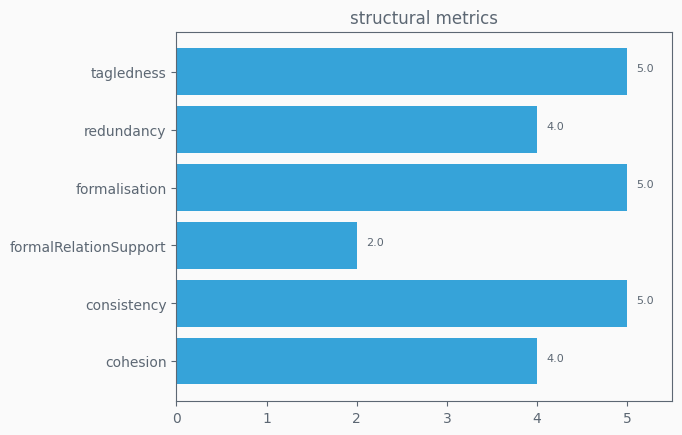 structural metrics
tagledness
5.0
redundancy
4.0
formalisation
5.0
formalRelationSupport
2.0
consistency
5.0
cohesion
4.0
0 1 2 3 4 5